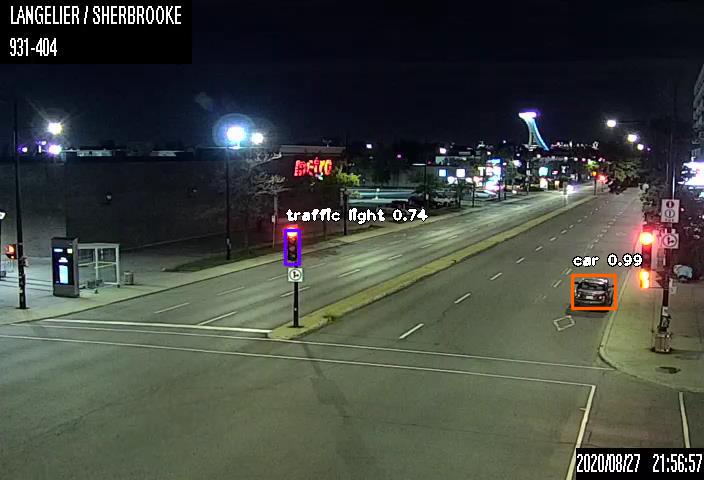 LANGELIER / SHERBROOKE
931-404
metro
traffic light 0.74
car 0.99
2020/08/27 21:56:57